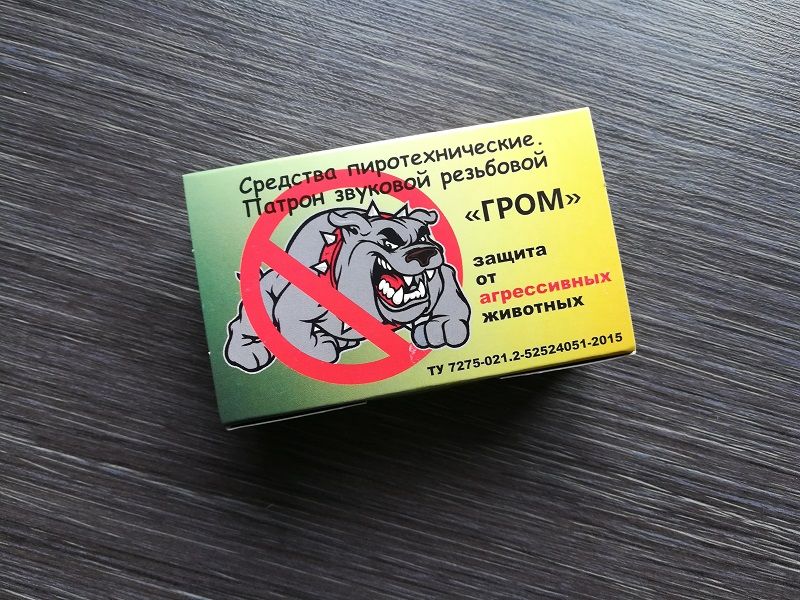 Средства пиротехнические.
Патрон звуковой резьбовой
«ГРОМ»
защита
от
агрессивных
животных
ТУ 7275-021.2-52524051-2015